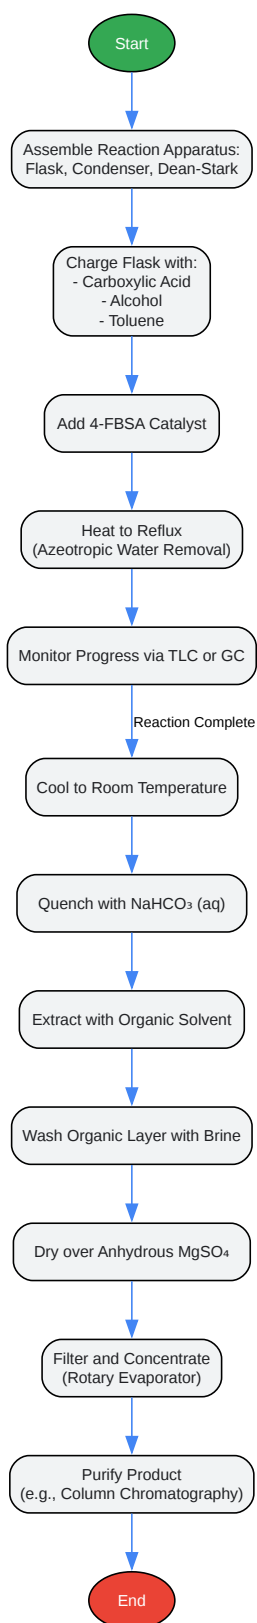 Start
Assemble Reaction Apparatus:
Flask, Condenser, Dean-Stark
Charge Flask with:
- Carboxylic Acid
- Alcohol
- Toluene
Add 4-FBSA Catalyst
Heat to Reflux
(Azeotropic Water Removal)
Monitor Progress via TLC or GC
Reaction Complete
Cool to Room Temperature
Quench with NaHCO₃ (aq)
Extract with Organic Solvent
Wash Organic Layer with Brine
Dry over Anhydrous MgSO₄
Filter and Concentrate
(Rotary Evaporator)
Purify Product
(e.g., Column Chromatography)
End